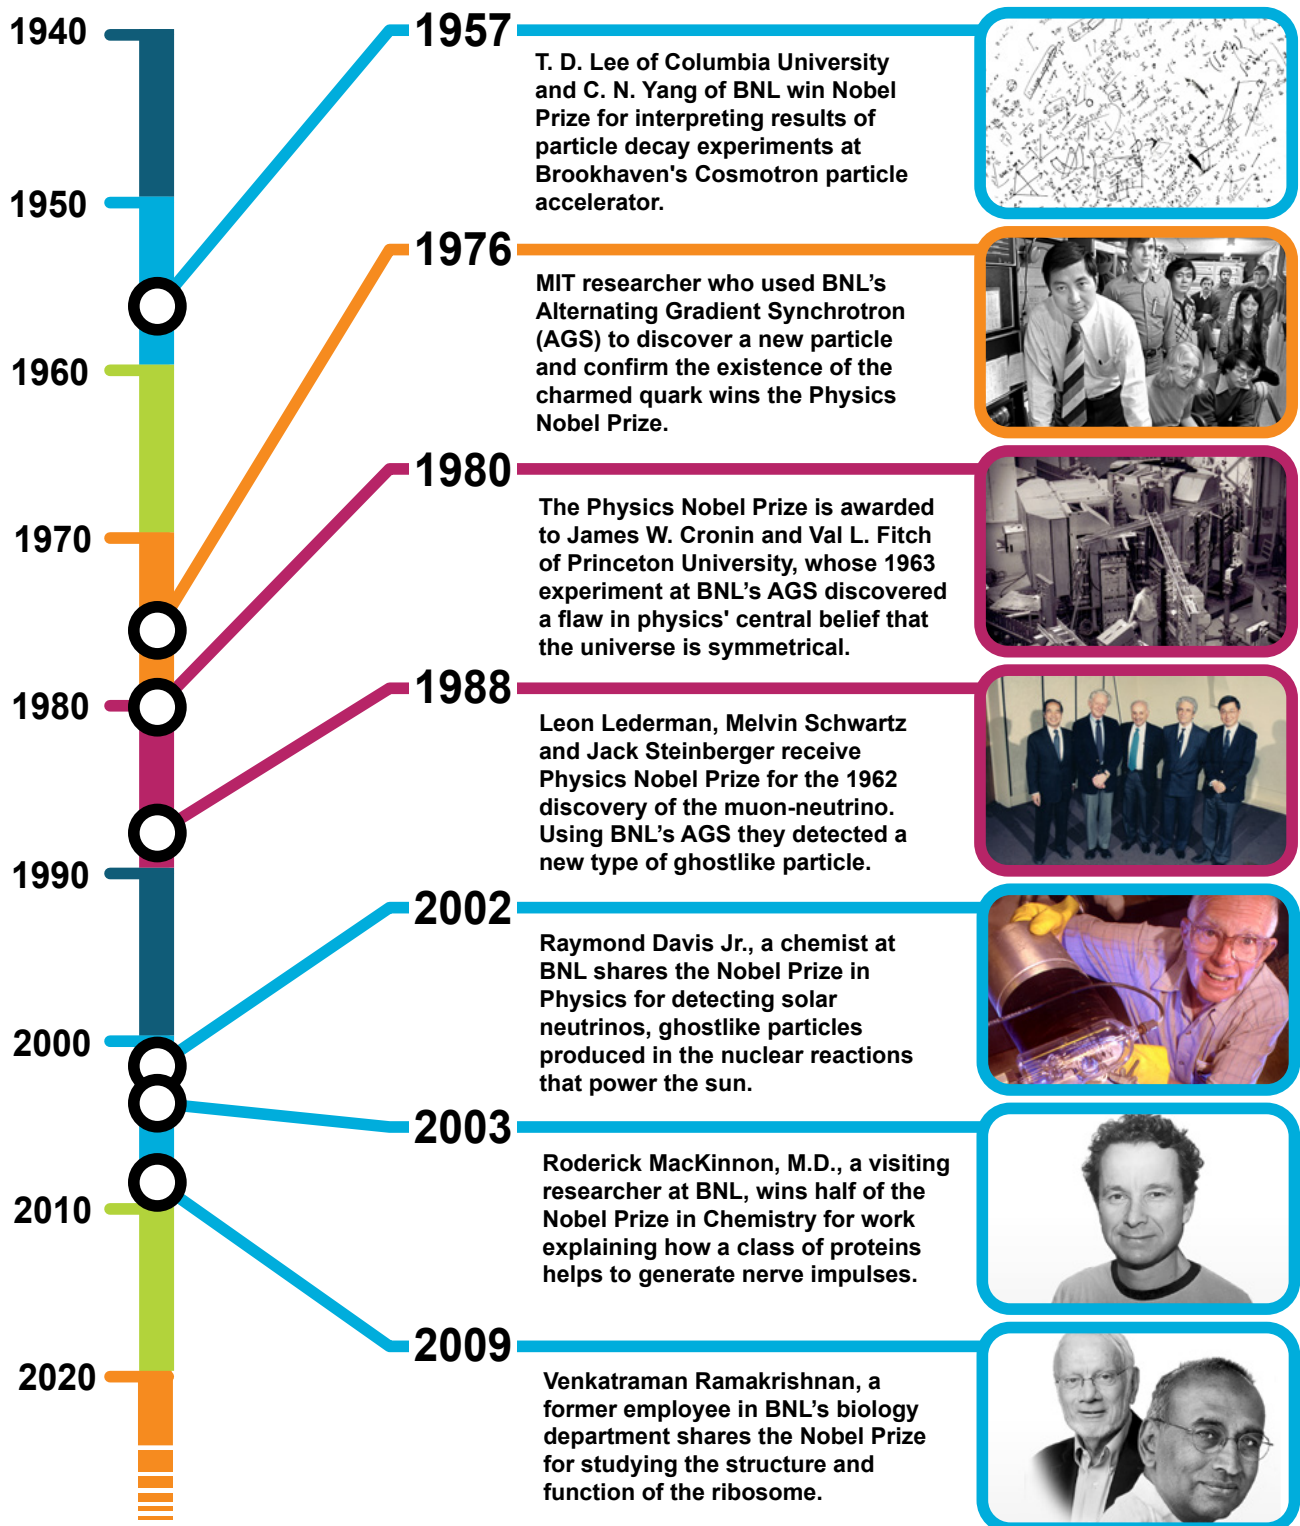 1940
1950
1960
1970
1980
1990
2000
2010
2020
1957
T. D. Lee of Columbia University
and C. N. Yang of BNL win Nobel
Prize for interpreting results of
particle decay experiments at
Brookhaven's Cosmotron particle
accelerator.
1976
MIT researcher who used BNL’s
Alternating Gradient Synchrotron
(AGS) to discover a new particle
and confirm the existence of the
charmed quark wins the Physics
Nobel Prize.
1980
The Physics Nobel Prize is awarded
to James W. Cronin and Val L. Fitch
of Princeton University, whose 1963
experiment at BNL’s AGS discovered
a flaw in physics' central belief that
the universe is symmetrical.
1988
Leon Lederman, Melvin Schwartz
and Jack Steinberger receive
Physics Nobel Prize for the 1962
discovery of the muon-neutrino.
Using BNL’s AGS they detected a
new type of ghostlike particle.
2002
Raymond Davis Jr., a chemist at
BNL shares the Nobel Prize in
Physics for detecting solar
neutrinos, ghostlike particles
produced in the nuclear reactions
that power the sun.
2003
Roderick MacKinnon, M.D., a visiting
researcher at BNL, wins half of the
Nobel Prize in Chemistry for work
explaining how a class of proteins
helps to generate nerve impulses.
2009
Venkatraman Ramakrishnan, a
former employee in BNL’s biology
department shares the Nobel Prize
for studying the structure and
function of the ribosome.